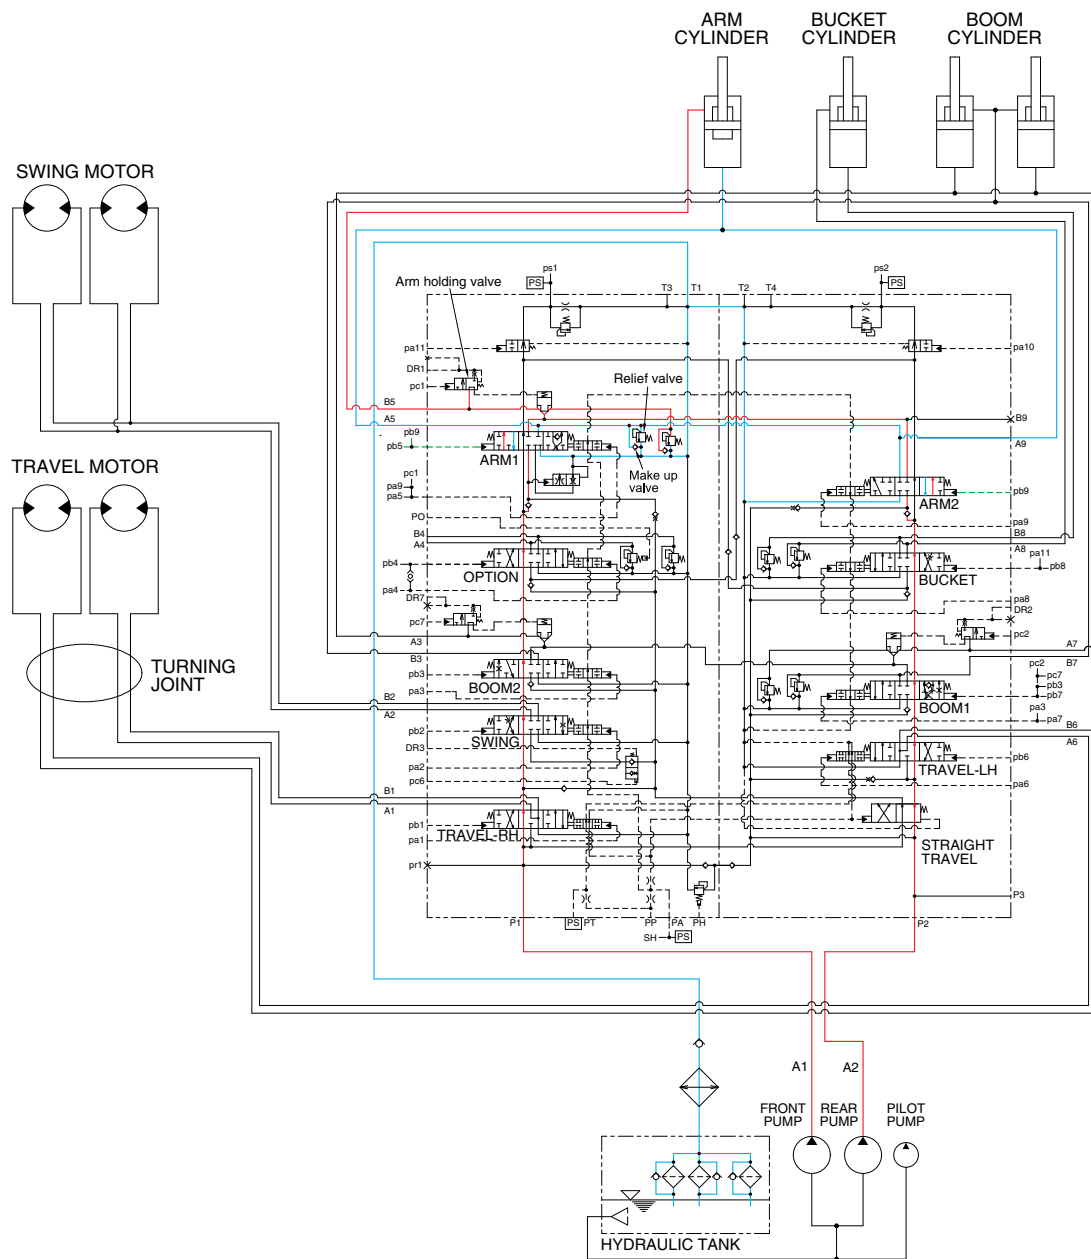 ARM
CYLINDER
BUCKET
CYLINDER
BOOM
CYLINDER
SWING MOTOR
TRAVEL MOTOR
TURNING
JOINT
Arm holding valve
ps1
PS
T3
T1
T2
T4
ps2
PS
pa11
DR1
pc1
B5
A5
pb9
pb5
ARM1
Relief valve
Make up
valve
pc1
pa9
pa5
PO
B4
A4
pb4
OPTION
pa4
DR7
pc7
A3
B3
pb3
BOOM2
pa3
B2
A2
pb2
SWING
DR3
pa2
pc6
B1
A1
pb1
TRAVEL-RH
pa1
pr1
P1
PS
PT
PP
PA
PH
SH
PS
P2
pa10
B9
A9
pb9
ARM2
pa9
B8
A8
pa11
BUCKET
pb8
pa8
DR2
pc2
A7
B7
pc2
pc7
pb3
pb7
BOOM1
pa3
pa7
B6
A6
TRAVEL-LH
pb6
pa6
STRAIGHT
TRAVEL
P3
A1
A2
FRONT
PUMP
REAR
PUMP
PILOT
PUMP
HYDRAULIC TANK